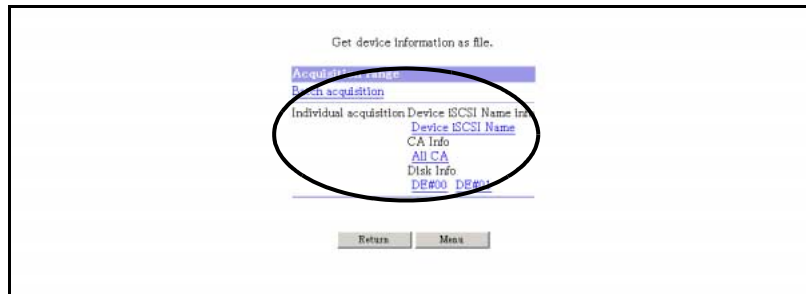 Get device information as file.
Acquisition range
Batch acquisition
Individual acquisition Device iSCSI Name info
Device iSCSI Name
CA Info
All CA
Disk Info
DE#00 DE#01
Return Menu